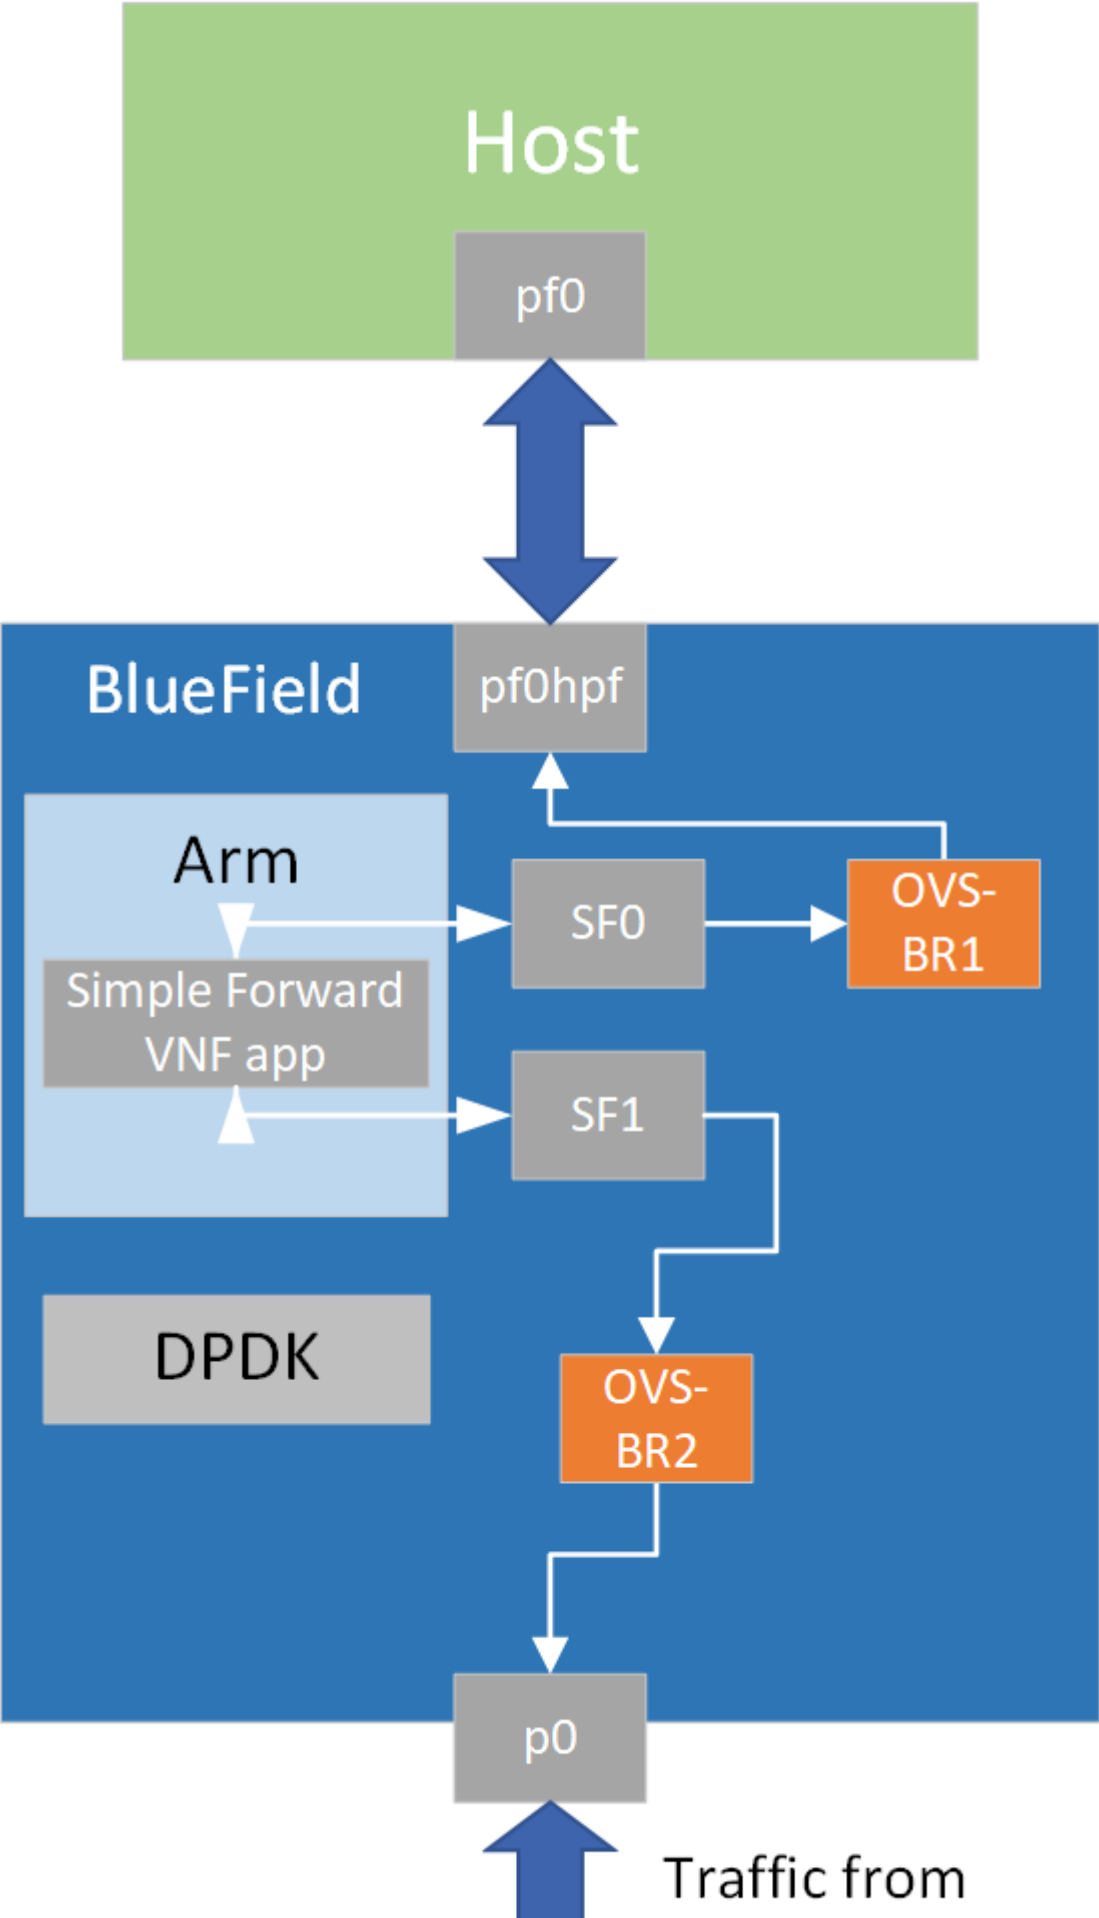 Host
pf0
BlueField
pf0hpf
Arm
SF0
OVS-
BR1
Simple Forward
VNF app
SF1
DPDK
OVS-
BR2
p0
Traffic from